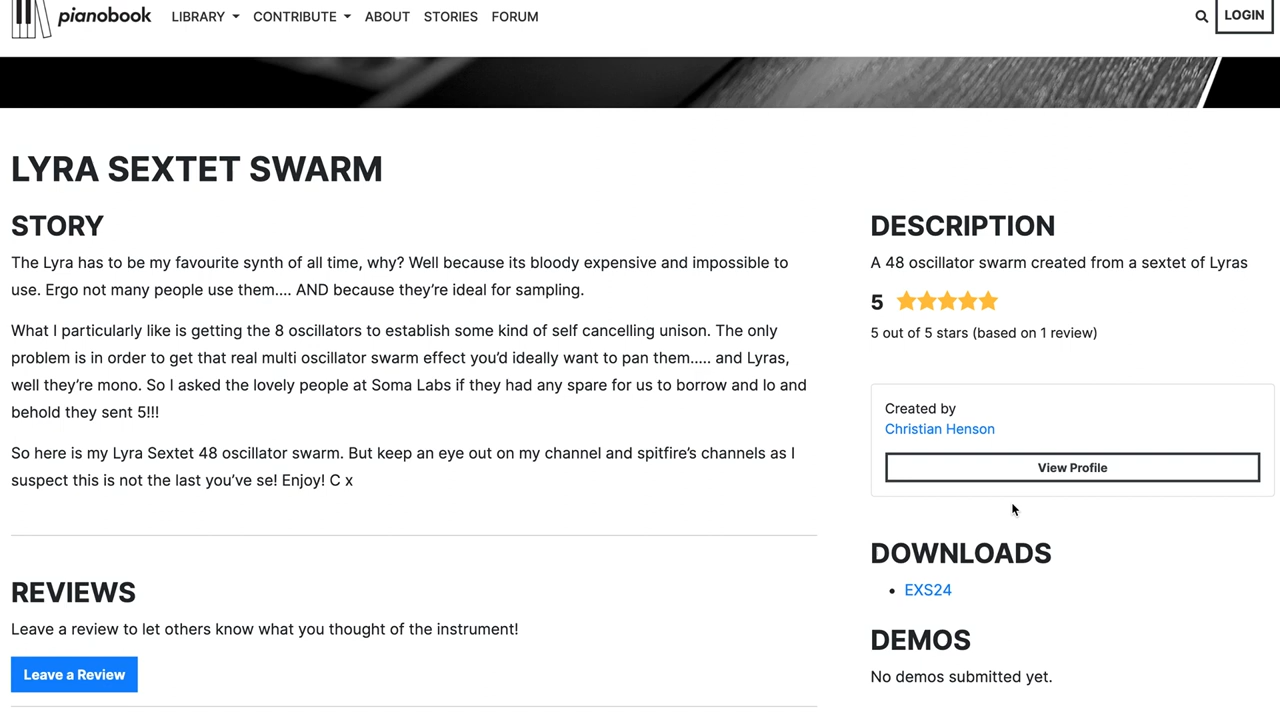 pianobook LIBRARY CONTRIBUTE ABOUT STORIES FORUM LOGIN
LYRA SEXTET SWARM
STORY
The Lyra has to be my favourite synth of all time, why? Well because its bloody expensive and impossible to
use. Ergo not many people use them.... AND because they’re ideal for sampling.
What I particularly like is getting the 8 oscillators to establish some kind of self cancelling unison. The only
problem is in order to get that real multi oscillator swarm effect you’d ideally want to pan them..... and Lyras,
well they’re mono. So I asked the lovely people at Soma Labs if they had any spare for us to borrow and lo and
behold they sent 5!!!
So here is my Lyra Sextet 48 oscillator swarm. But keep an eye out on my channel and spitfire’s channels as I
suspect this is not the last you’ve se! Enjoy! C x
REVIEWS
Leave a review to let others know what you thought of the instrument!
Leave a Review
DESCRIPTION
A 48 oscillator swarm created from a sextet of Lyras
5
5 out of 5 stars (based on 1 review)
Created by
Christian Henson
View Profile
DOWNLOADS
EXS24
DEMOS
No demos submitted yet.